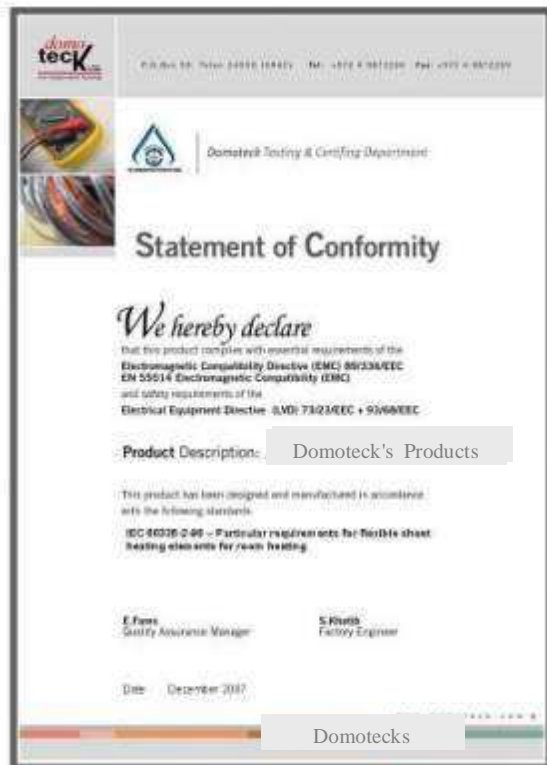 domo
teck
Domoteck Testing & Certifing Department
Statement of Conformity
We hereby declare
that this product complies with essential requirements of the
Electromagnetic Compatibility Directive (EMC) 89/336/EEC
EN 55014 Electromagnetic Compatibility (EMC)
and safety requirements of the
Electrical Equipment Directive (LVD) 73/23/EEC + 93/68/EEC
Product Description: Domoteck's Products
This product has been designed and manufactured in accordance
with the following standards
IEC 60335-2-96 – Particular requirements for flexible sheet
heating elements for room heating
E.Fares
S.Khatib
Quality Assurance Manager
Factory Engineer
Date December 2007
Domotecks